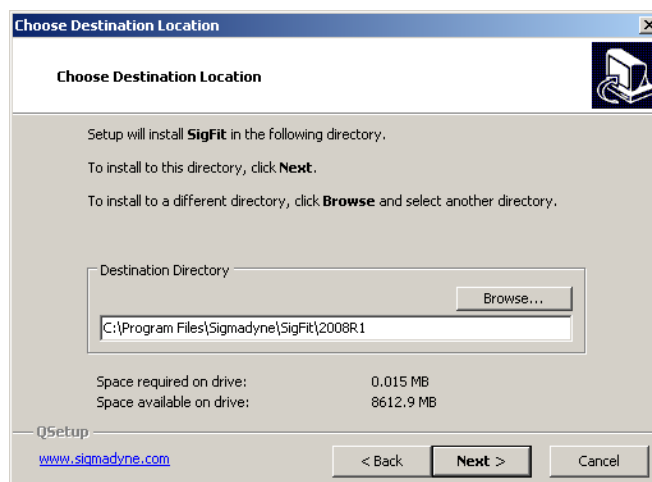 Choose Destination Location
Choose Destination Location
Setup will install SigFit in the following directory.
To install to this directory, click Next.
To install to a different directory, click Browse and select another directory.
Destination Directory
Browse...
C:\Program Files\Sigmadyne\SigFit\2008R1
Space required on drive: 0.015 MB
Space available on drive: 8612.9 MB
QSetup
www.sigmadyne.com < Back Next > Cancel